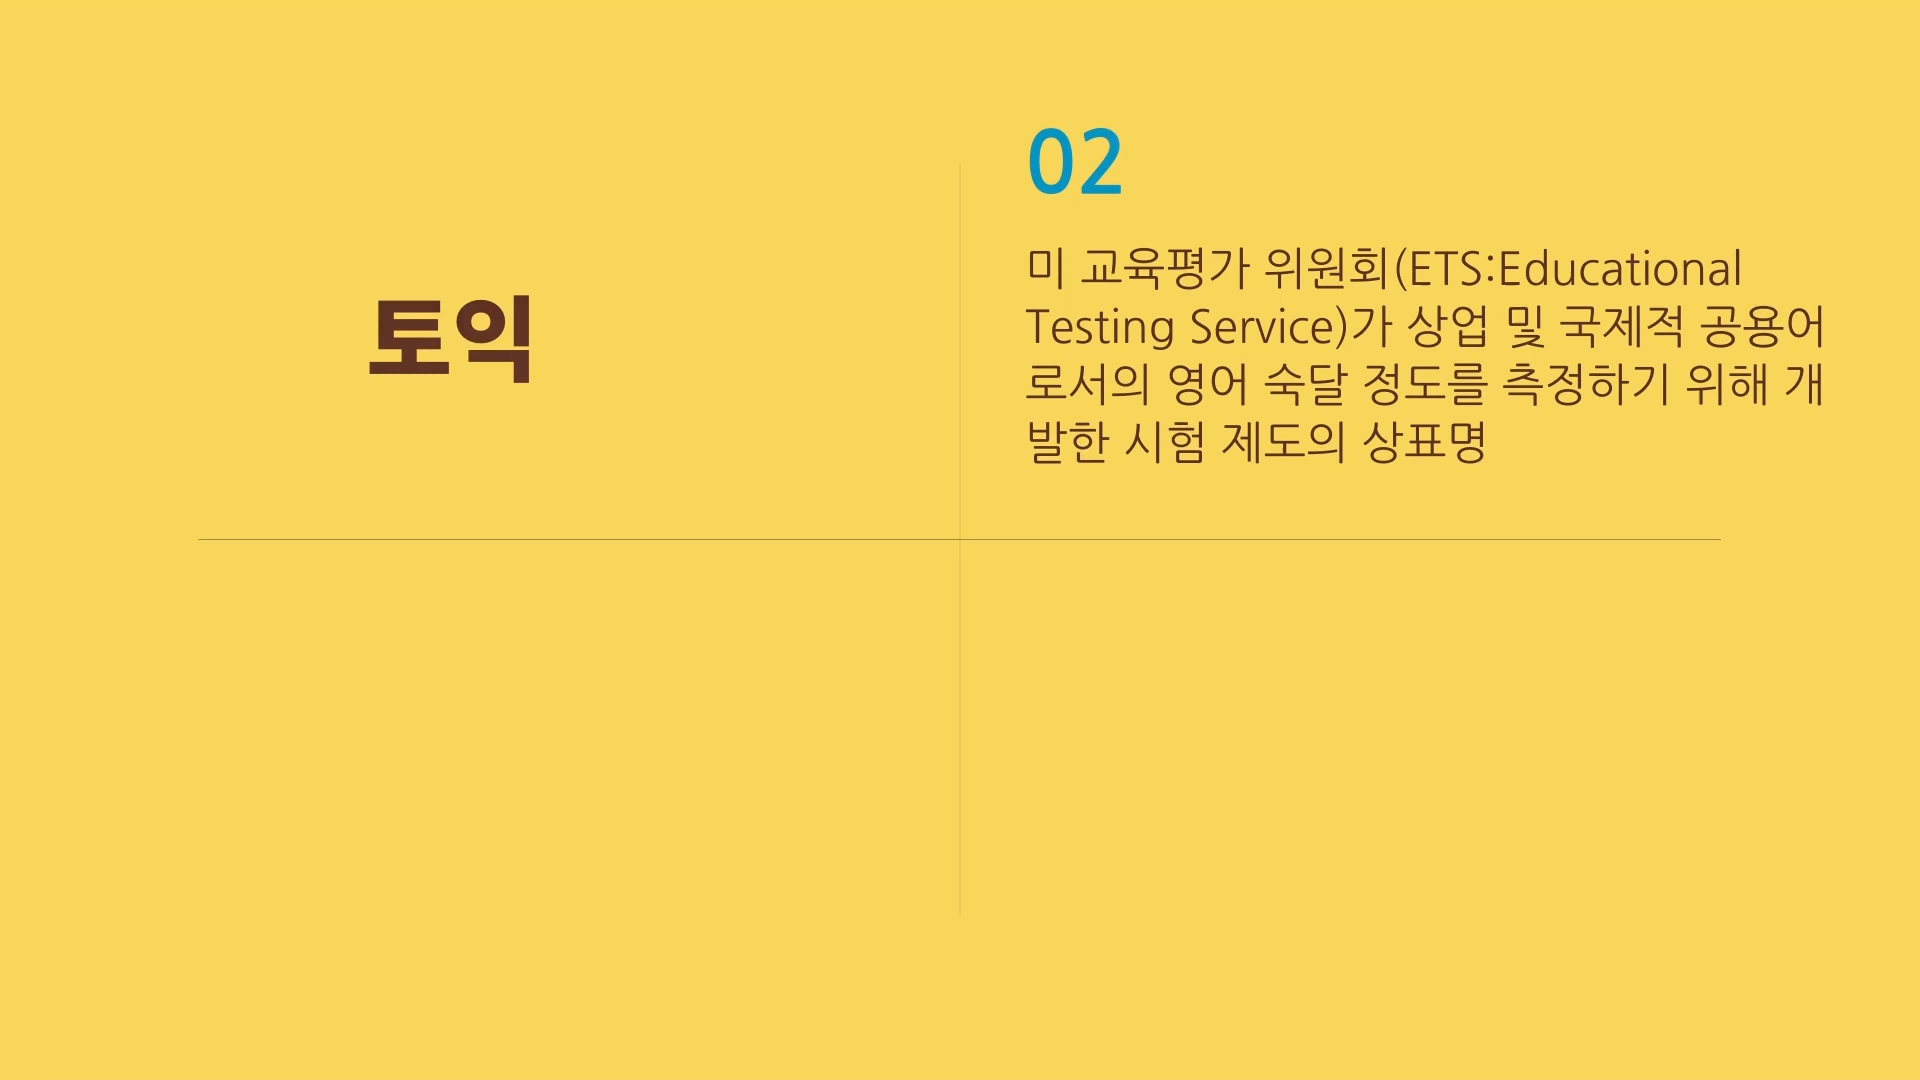 토익
02
미 교육평가 위원회(ETS:Educational
Testing Service)가 상업 및 국제적 공용어
로서의 영어 숙달 정도를 측정하기 위해 개
발한 시험 제도의 상표명